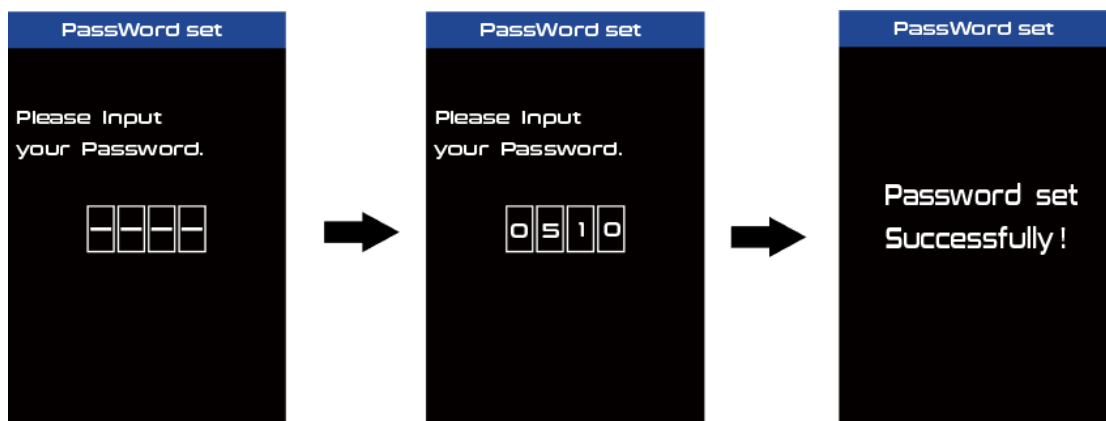 PassWord set
Please Input
your Password.
----
PassWord set
Please Input
your Password.
0510
PassWord set
Password set
Successfully!